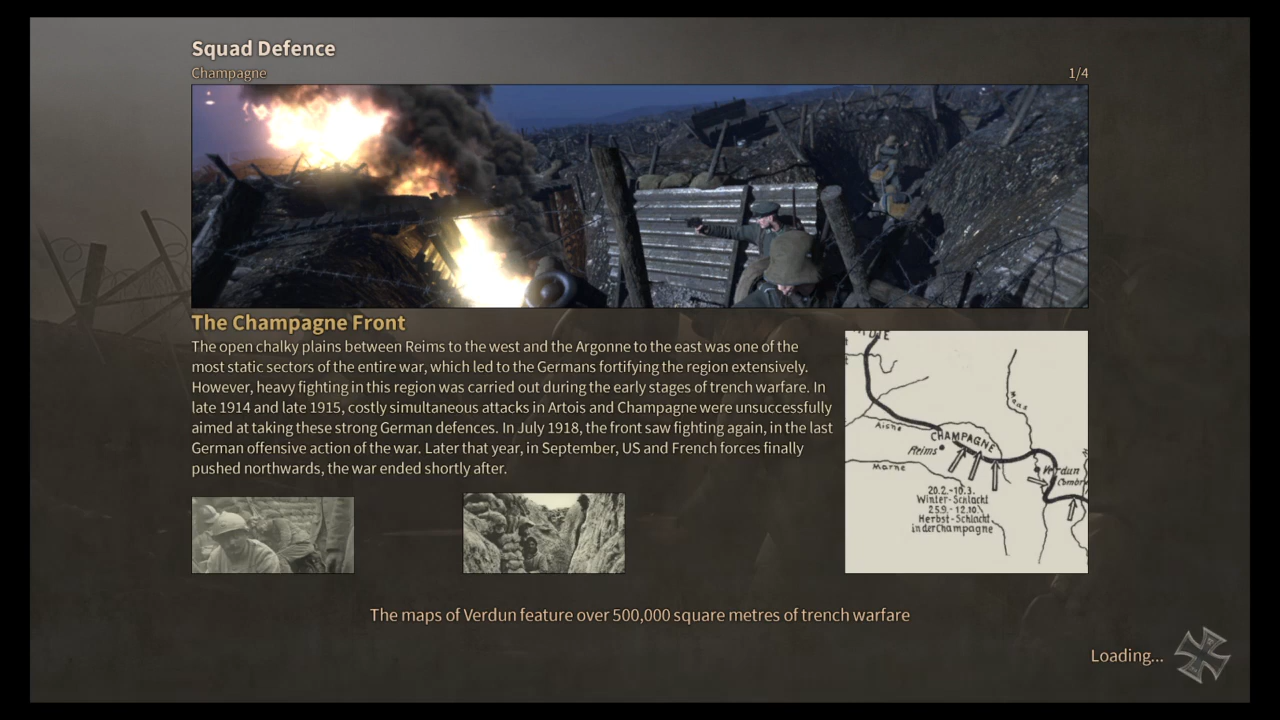 Squad Defence
Champagne
1/4
The Champagne Front
The open chalky plains between Reims to the west and the Argonne to the east was one of the
most static sectors of the entire war, which led to the Germans fortifying the region extensively.
However, heavy fighting in this region was carried out during the early stages of trench warfare. In
late 1914 and late 1915, costly simultaneous attacks in Artois and Champagne were unsuccessfully
aimed at taking these strong German defences. In July 1918, the front saw fighting again, in the last
German offensive action of the war. Later that year, in September, US and French forces finally
pushed northwards, the war ended shortly after.
Aisne
CHAMPAGNE
Reims
Marne
Maas
Verdun
Combr
20.2.-10.3.
Winter-Schlacht
25.9.-12.10.
Herbst-Schlacht
in der Champagne
The maps of Verdun feature over 500,000 square metres of trench warfare
Loading...